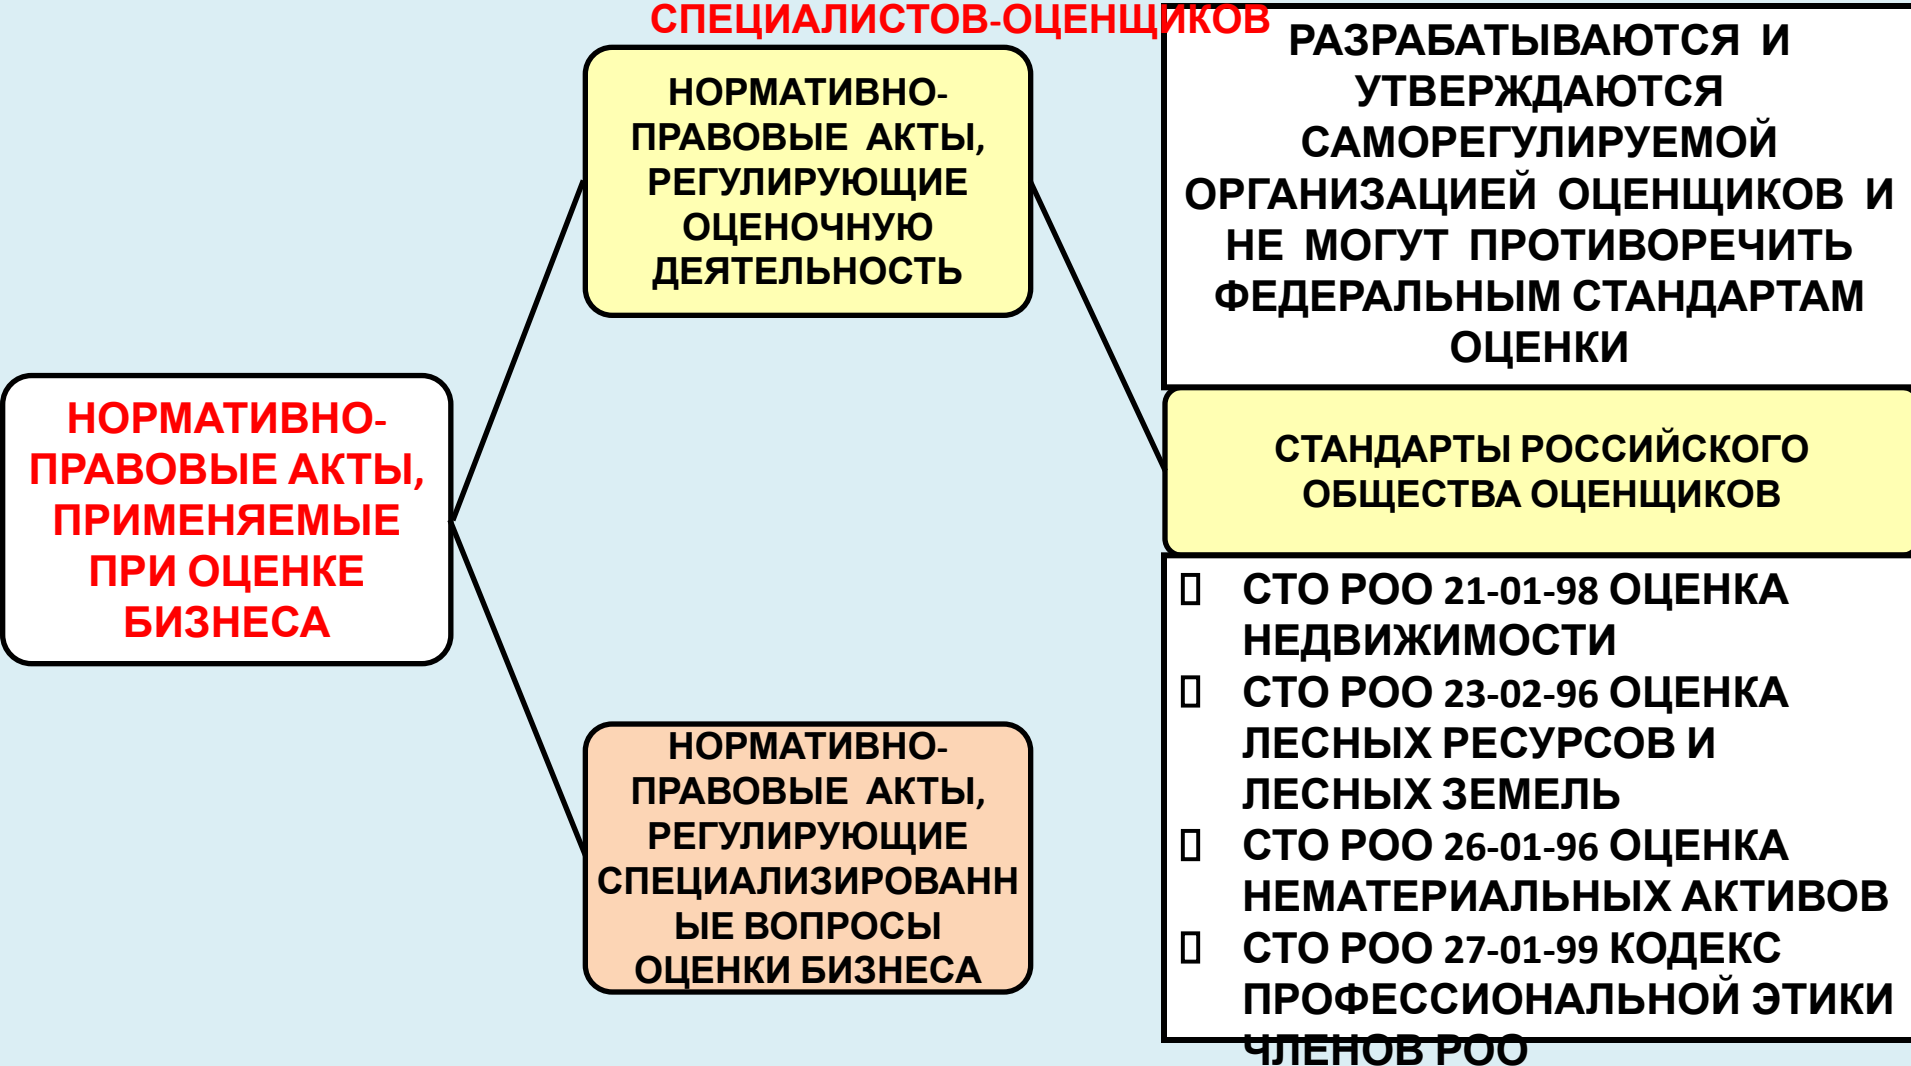 СПЕЦИАЛИСТОВ-ОЦЕНЩИКОВ
НОРМАТИВНО-
ПРАВОВЫЕ АКТЫ,
ПРИМЕНЯЕМЫЕ
ПРИ ОЦЕНКЕ
БИЗНЕСА
НОРМАТИВНО-
ПРАВОВЫЕ АКТЫ,
РЕГУЛИРУЮЩИЕ
ОЦЕНОЧНУЮ
ДЕЯТЕЛЬНОСТЬ
НОРМАТИВНО-
ПРАВОВЫЕ АКТЫ,
РЕГУЛИРУЮЩИЕ
СПЕЦИАЛИЗИРОВАНН
ЫЕ ВОПРОСЫ
ОЦЕНКИ БИЗНЕСА
РАЗРАБАТЫВАЮТСЯ И
УТВЕРЖДАЮТСЯ
САМОРЕГУЛИРУЕМОЙ
ОРГАНИЗАЦИЕЙ ОЦЕНЩИКОВ И
НЕ МОГУТ ПРОТИВОРЕЧИТЬ
ФЕДЕРАЛЬНЫМ СТАНДАРТАМ
ОЦЕНКИ
СТАНДАРТЫ РОССИЙСКОГО
ОБЩЕСТВА ОЦЕНЩИКОВ
СТО РОО 21-01-98 ОЦЕНКА
НЕДВИЖИМОСТИ
СТО РОО 23-02-96 ОЦЕНКА
ЛЕСНЫХ РЕСУРСОВ И
ЛЕСНЫХ ЗЕМЕЛЬ
СТО РОО 26-01-96 ОЦЕНКА
НЕМАТЕРИАЛЬНЫХ АКТИВОВ
СТО РОО 27-01-99 КОДЕКС
ПРОФЕССИОНАЛЬНОЙ ЭТИКИ
ЧЛЕНОВ РОО